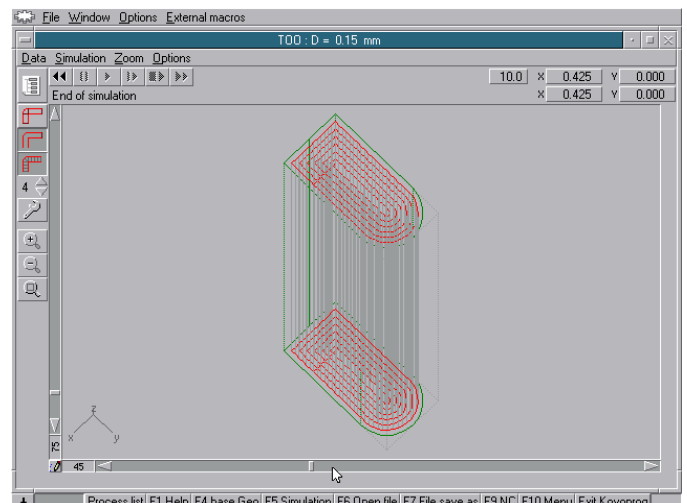 File Window Options External macros
T00 : D = 0.15 mm
Data Simulation Zoom Options
10.0 X 0.425 Y 0.000
End of simulation X 0.425 Y 0.000
4
z
x y
75
45
Process list F1 Help F4 base Geo F5 Simulation F6 Open file F7 File save as F9 NC F10 Menu Exit Kovoprog